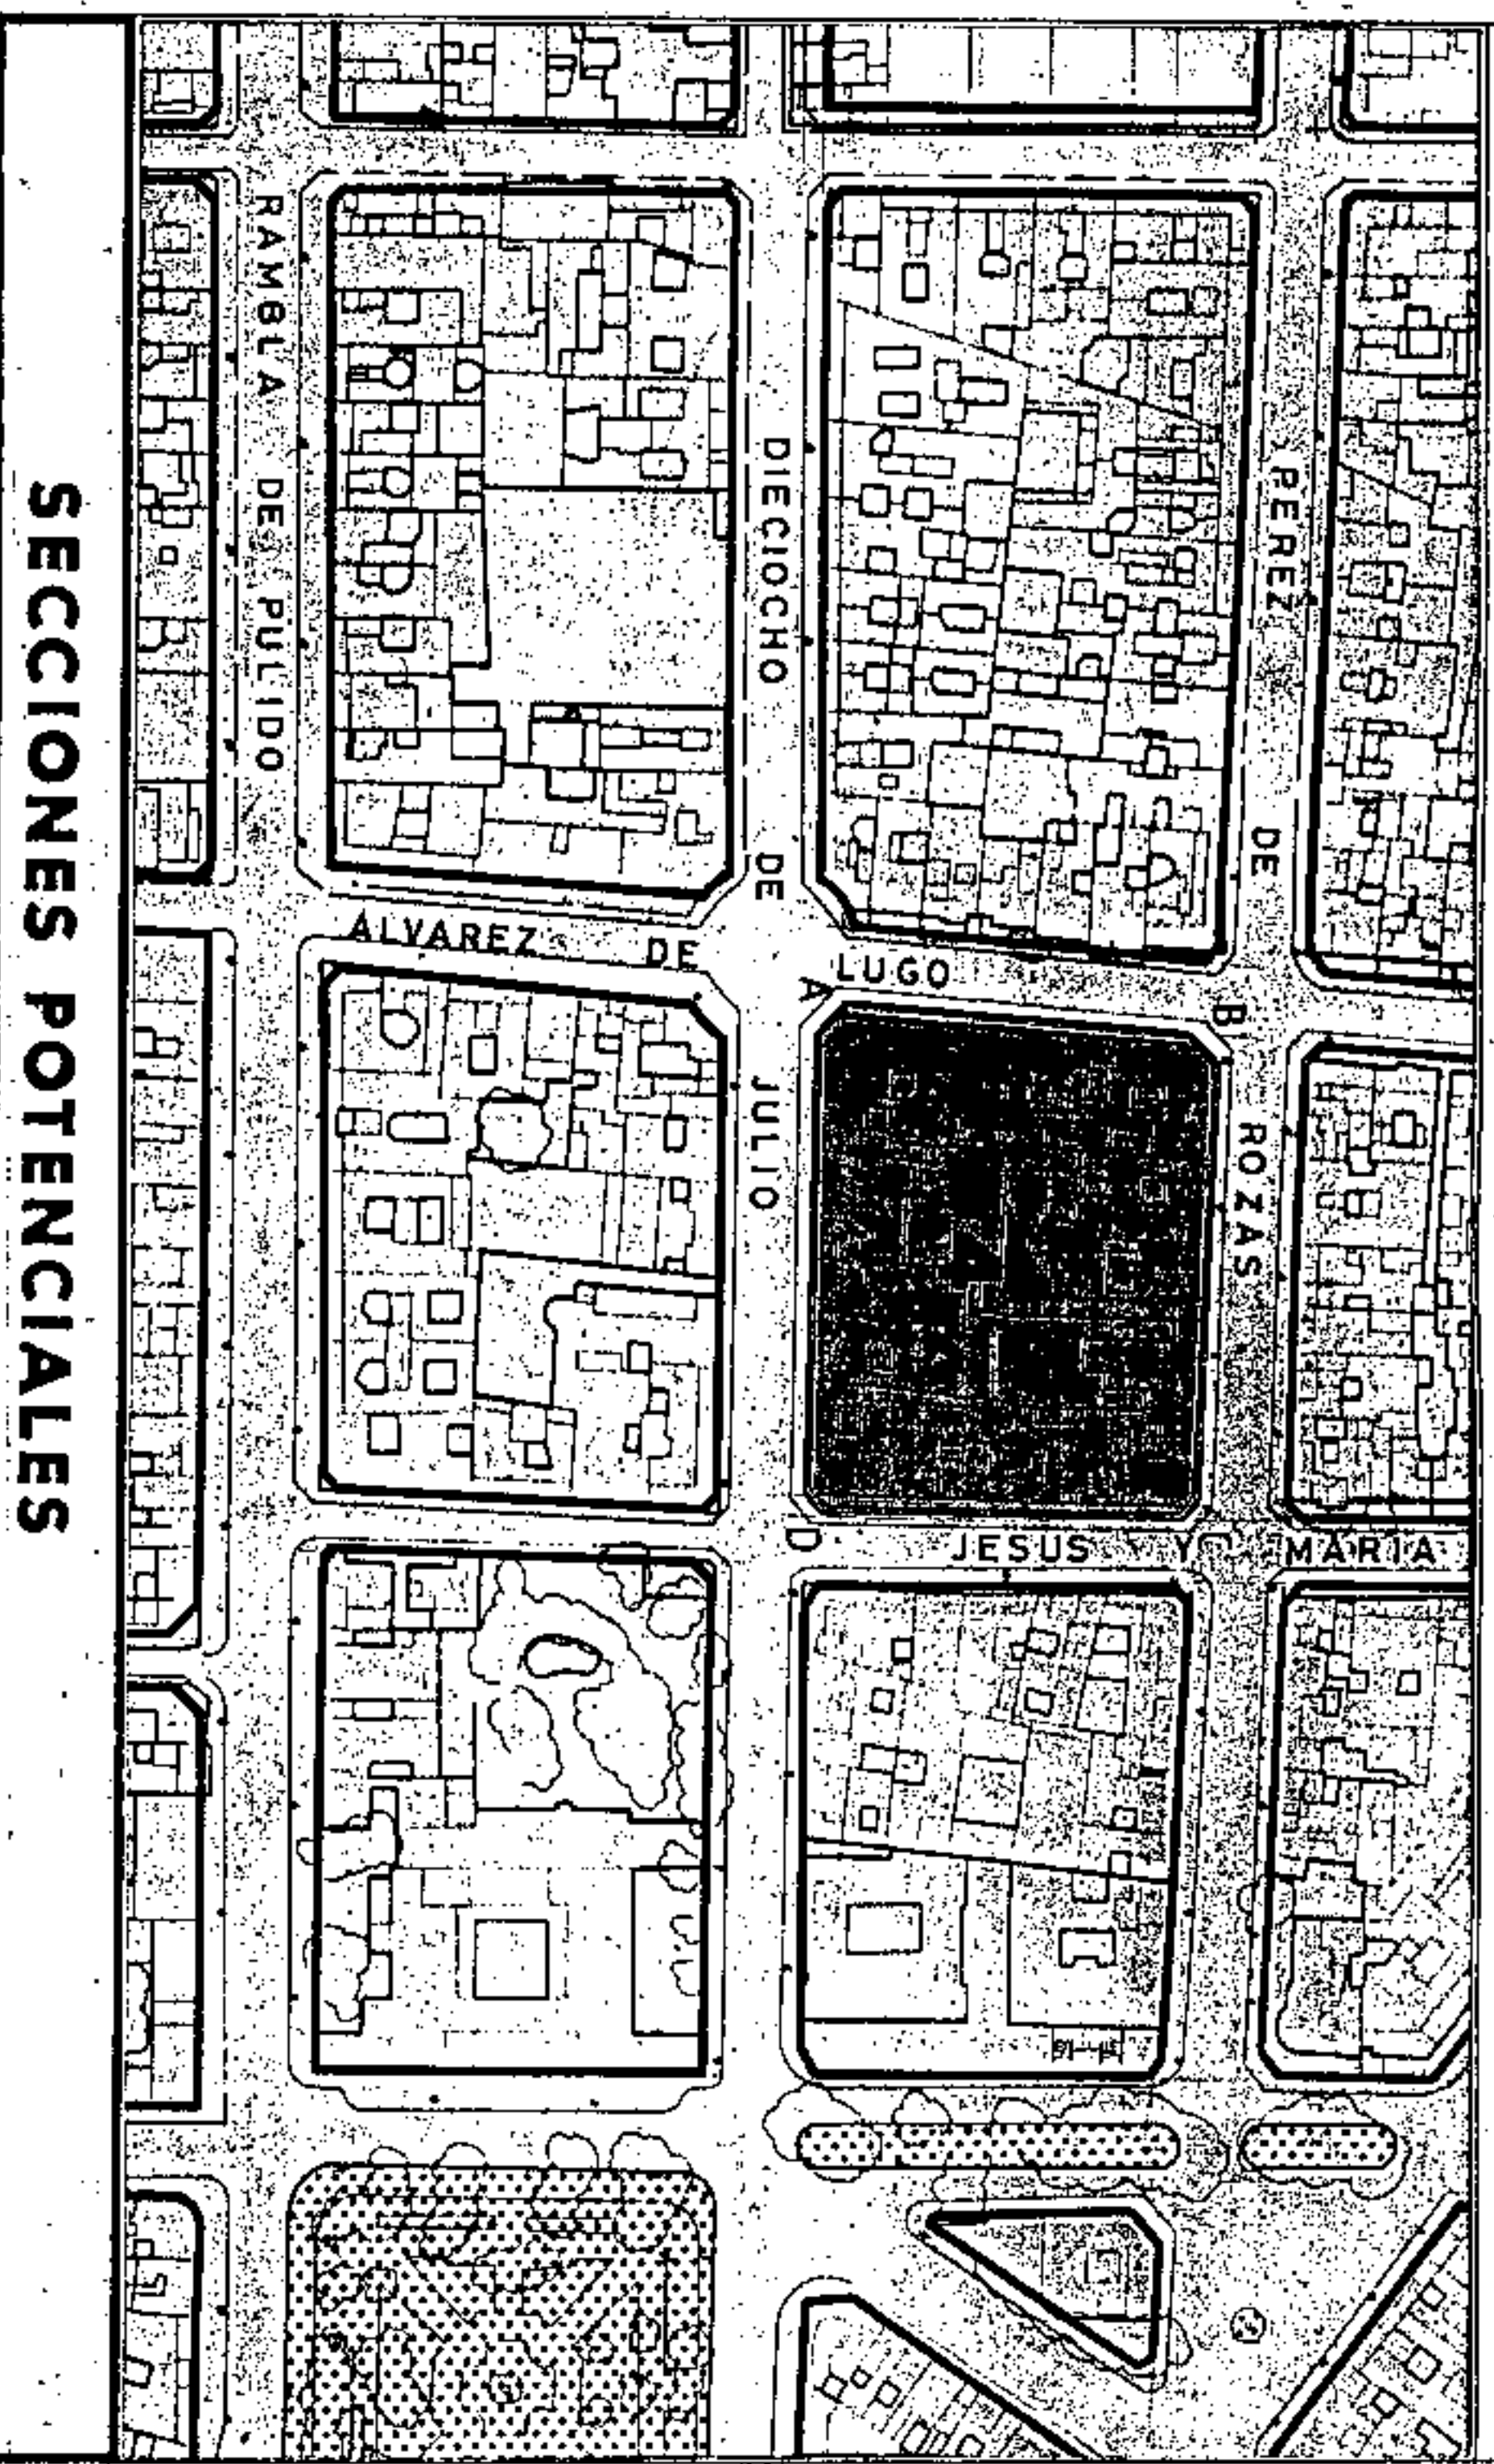 SECCIONES POTENCIALES
RAMBLA DE PULIDO
DIECIOCHO DE JULIO
PEREZ DE ROZAS
ALVAREZ DE LUGO
JESUS Y MARIA
A
B
C
D